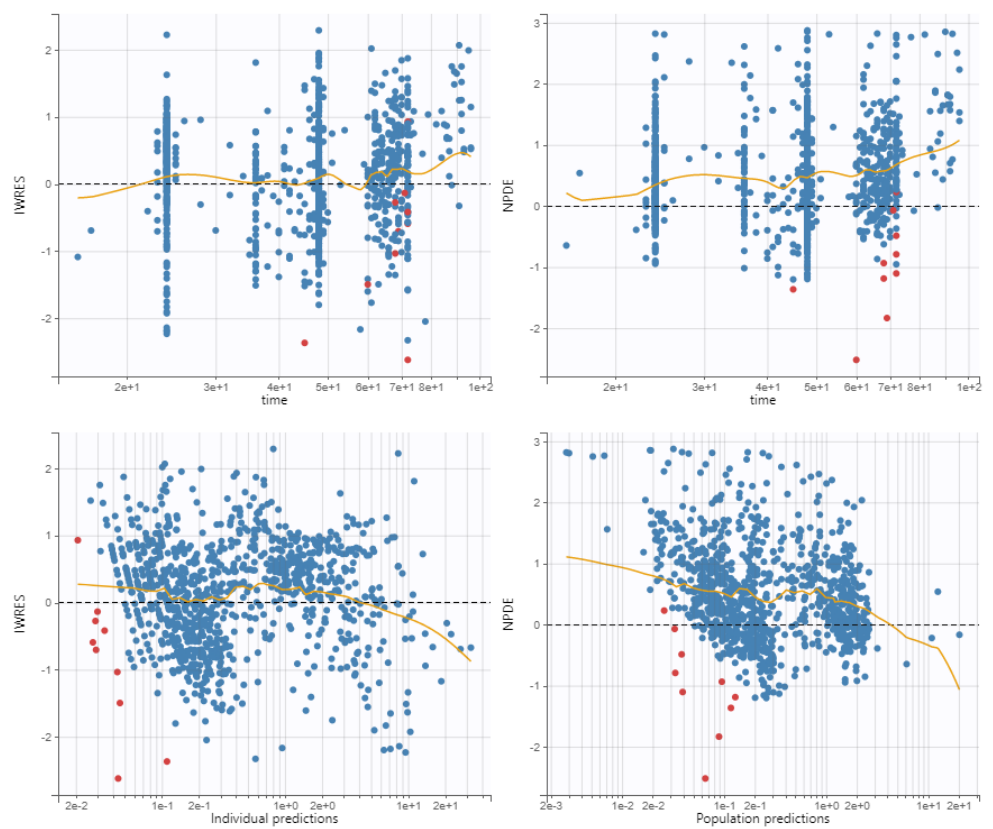 IWRES
2
1
0
-1
-2
2e+1
3e+1
4e+1
5e+1
6e+1
7e+1
8e+1
1e+2
time
NPDE
3
2
1
0
-1
-2
2e+1
3e+1
4e+1
5e+1
6e+1
7e+1
8e+1
1e+2
time
IWRES
2
1
0
-1
-2
2e-2
1e-1
2e-1
1e+0
2e+0
1e+1
2e+1
Individual predictions
NPDE
3
2
1
0
-1
-2
2e-3
1e-2
2e-2
1e-1
2e-1
1e+0
2e+0
1e+1
2e+1
Population predictions